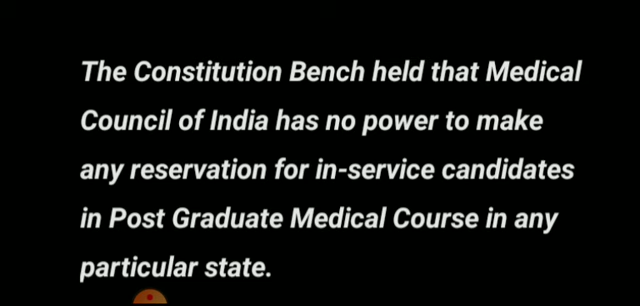 The Constitution Bench held that Medical
Council of India has no power to make
any reservation for in-service candidates
in Post Graduate Medical Course in any
particular state.